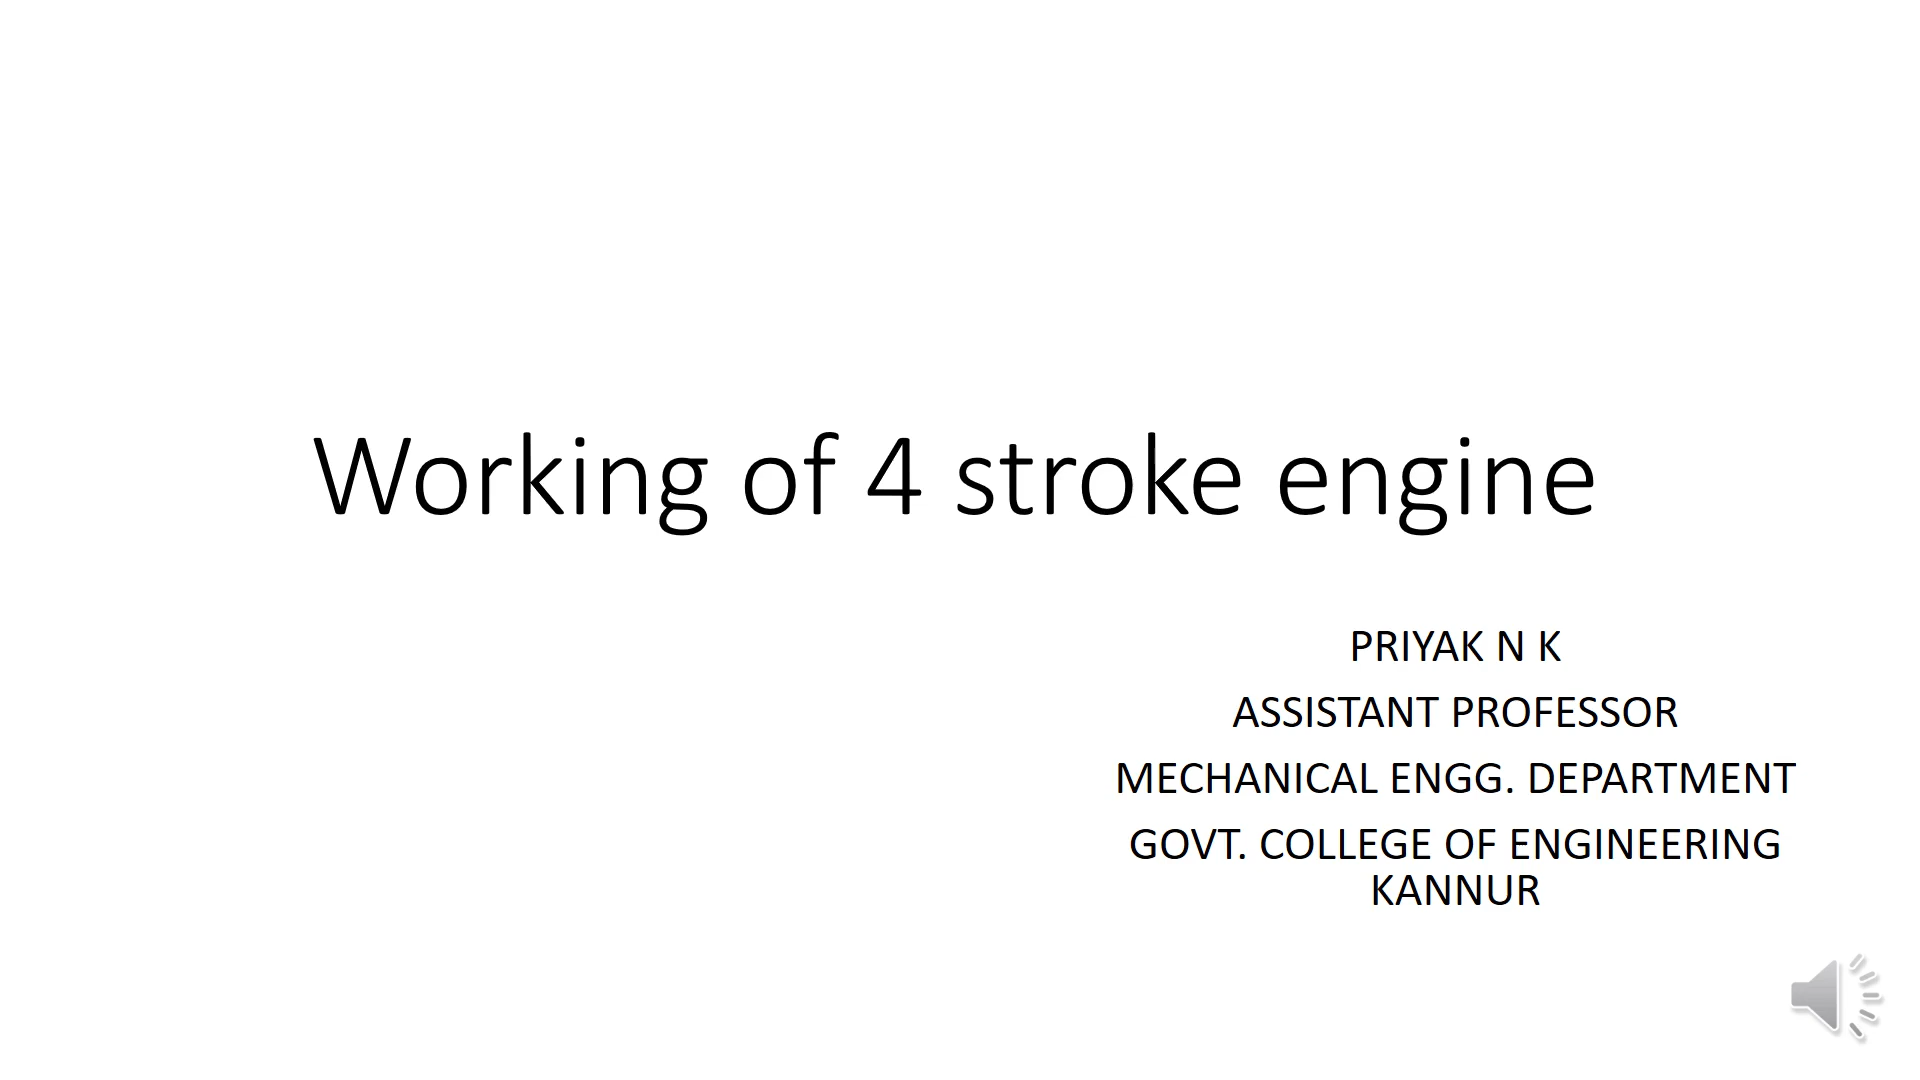 Working of 4 stroke engine
PRIYAK N K
ASSISTANT PROFESSOR
MECHANICAL ENGG. DEPARTMENT
GOVT. COLLEGE OF ENGINEERING
KANNUR